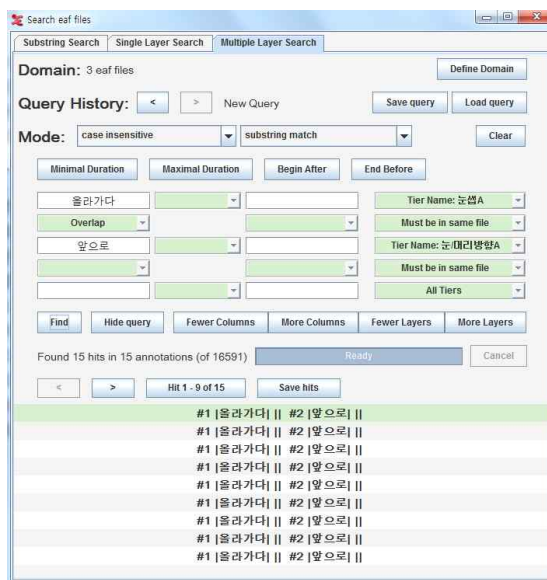 Search eaf files
Substring Search Single Layer Search Multiple Layer Search
Domain: 3 eaf files Define Domain
Query History: < > New Query Save query Load query
Mode: case insensitive substring match Clear
Minimal Duration Maximal Duration Begin After End Before
올라가다 Tier Name: 눈썹A
Overlap Must be in same file
앞으로 Tier Name: 눈/머리방향A
Must be in same file
All Tiers
Find Hide query Fewer Columns More Columns Fewer Layers More Layers
Found 15 hits in 15 annotations (of 16591) Ready Cancel
< > Hit 1 - 9 of 15 Save hits
#1 |올라가다| || #2 |앞으로| ||
#1 |올라가다| || #2 |앞으로| ||
#1 |올라가다| || #2 |앞으로| ||
#1 |올라가다| || #2 |앞으로| ||
#1 |올라가다| || #2 |앞으로| ||
#1 |올라가다| || #2 |앞으로| ||
#1 |올라가다| || #2 |앞으로| ||
#1 |올라가다| || #2 |앞으로| ||
#1 |올라가다| || #2 |앞으로| ||